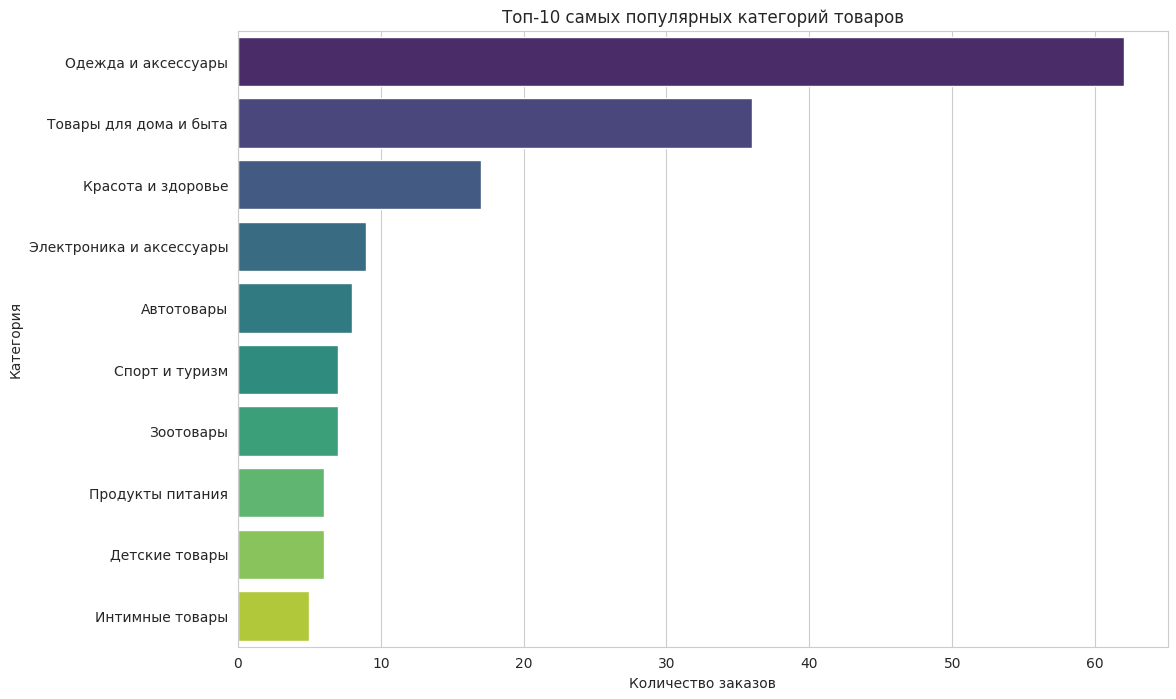 Топ-10 самых популярных категорий товаров
Одежда и аксессуары
Товары для дома и быта
Красота и здоровье
Электроника и аксессуары
Автотовары
Спорт и туризм
Зоотовары
Продукты питания
Детские товары
Интимные товары
Категория
0 10 20 30 40 50 60
Количество заказов